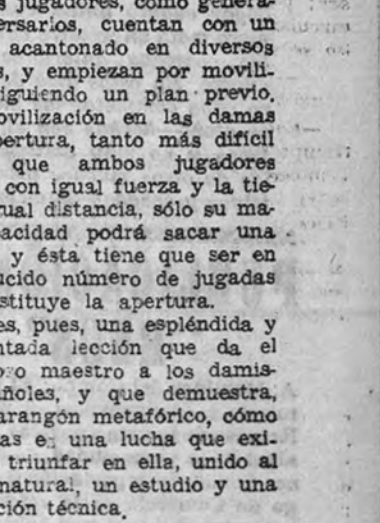 s jugadores, como genera-
ersarios, cuentan con un
acantonado en diversos
s, y empiezan por movili-
iguiendo un plan previo.
ovilización en las damas
ertura, tanto más difícil
que ambos jugadores
con igual fuerza y la tie-
ual distancia, sólo su ma-
acidad podrá sacar una
y ésta tiene que ser en
ucido número de jugadas
stituye la apertura.
es, pues, una espléndida y
ntada lección que da el
o maestro a los damis-
añoles, y que demuestra,
arangón metafórico, cómo
as e una lucha que exi-
triunfar en ella, unido al
natural, un estudio y una
ción técnica.